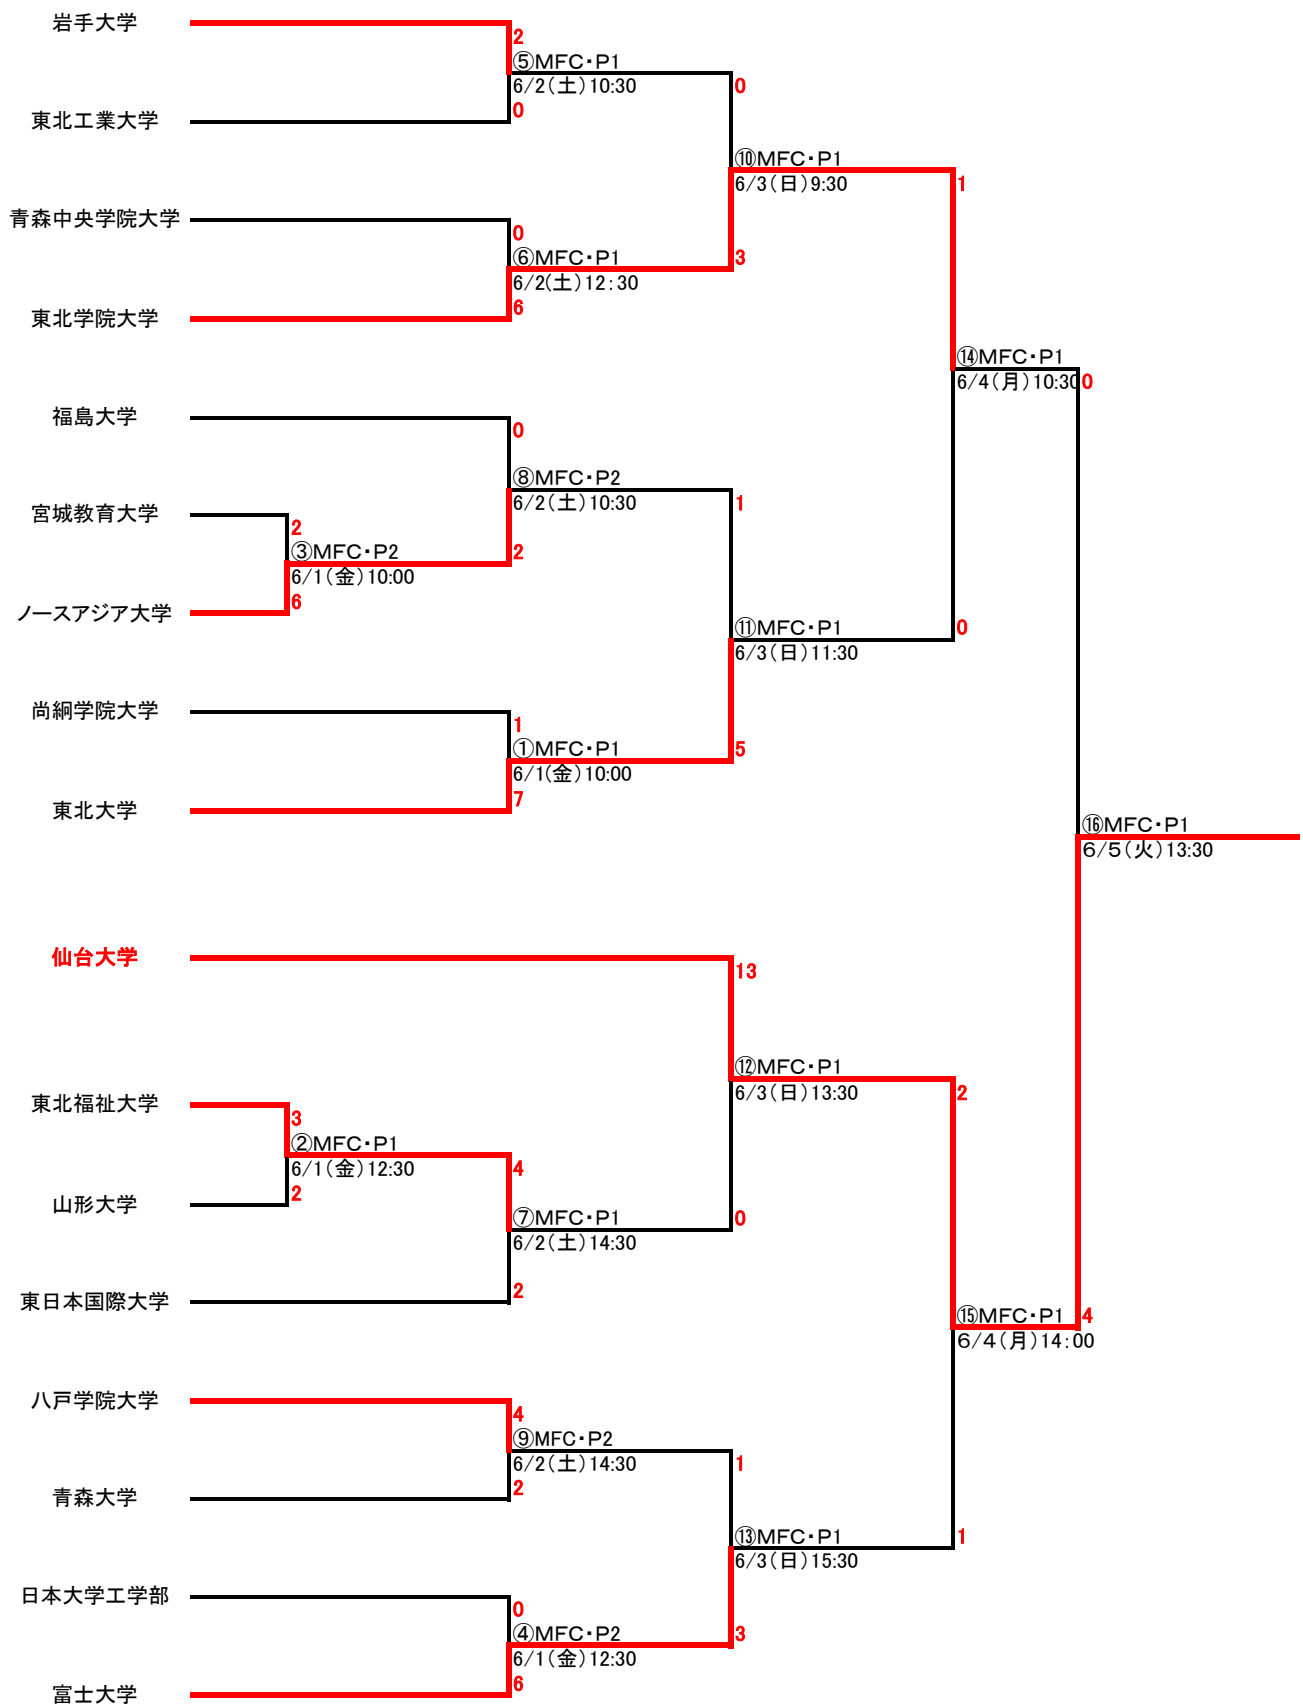 岩手大学
2
⑤MFC・P1
6/2(土)10:30
0
0
東北工業大学
⑩MFC・P1
6/3(日)9:30
1
青森中央学院大学
0
⑥MFC・P1
3
6/2(土)12:30
6
東北学院大学
⑭MFC・P1
6/4(月)10:30
0
福島大学
0
⑧MFC・P2
6/2(土)10:30
1
宮城教育大学
2
③MFC・P2
2
6/1(金)10:00
6
ノースアジア大学
⑪MFC・P1
0
6/3(日)11:30
尚絅学院大学
1
①MFC・P1
5
6/1(金)10:00
7
東北大学
⑯MFC・P1
6/5(火)13:30
仙台大学
13
⑫MFC・P1
6/3(日)13:30
2
東北福祉大学
3
②MFC・P1
6/1(金)12:30
4
2
山形大学
⑦MFC・P1
0
6/2(土)14:30
2
東日本国際大学
⑮MFC・P1
4
6/4(月)14:00
八戸学院大学
4
⑨MFC・P2
6/2(土)14:30
1
2
青森大学
⑬MFC・P1
1
6/3(日)15:30
日本大学工学部
0
④MFC・P2
3
6/1(金)12:30
6
富士大学